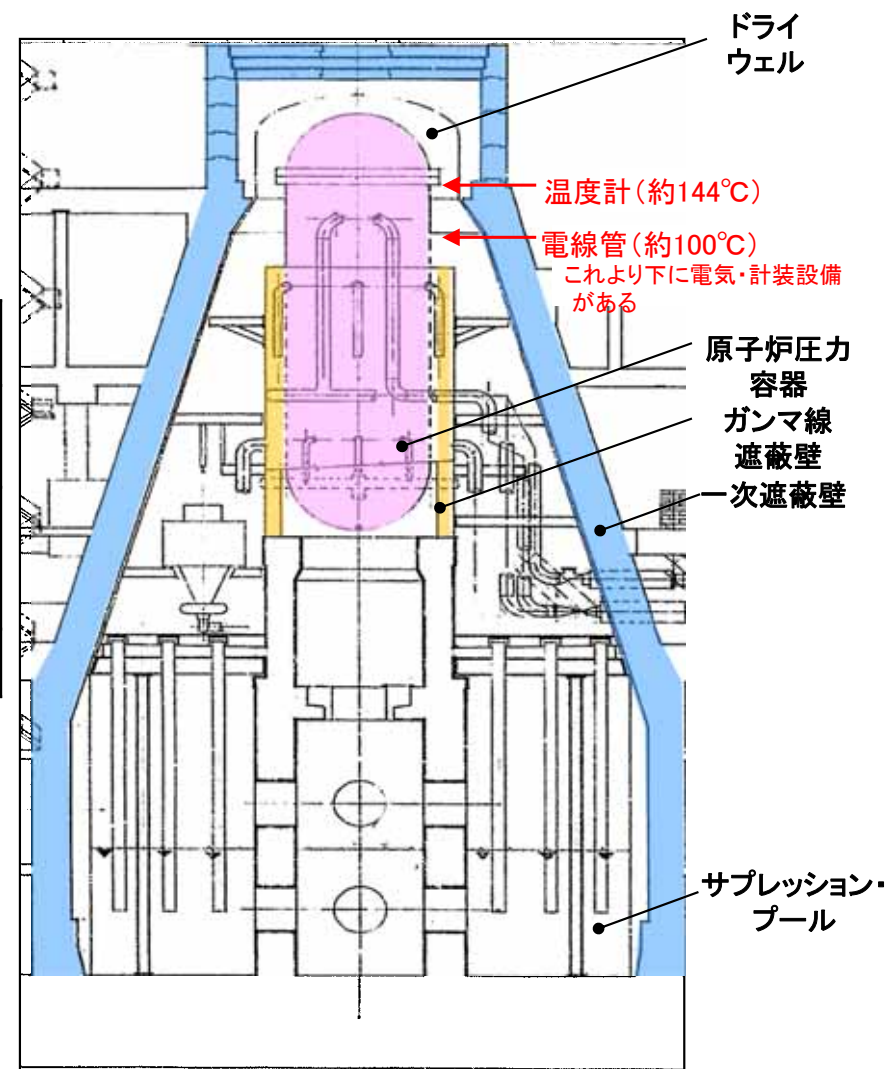 ドライ
ウェル
温度計（約144℃）
電線管（約100℃）
これより下に電気・計装設備
がある
原子炉圧力
容器
ガンマ線
遮蔽壁
一次遮蔽壁
サプレッション・
プール